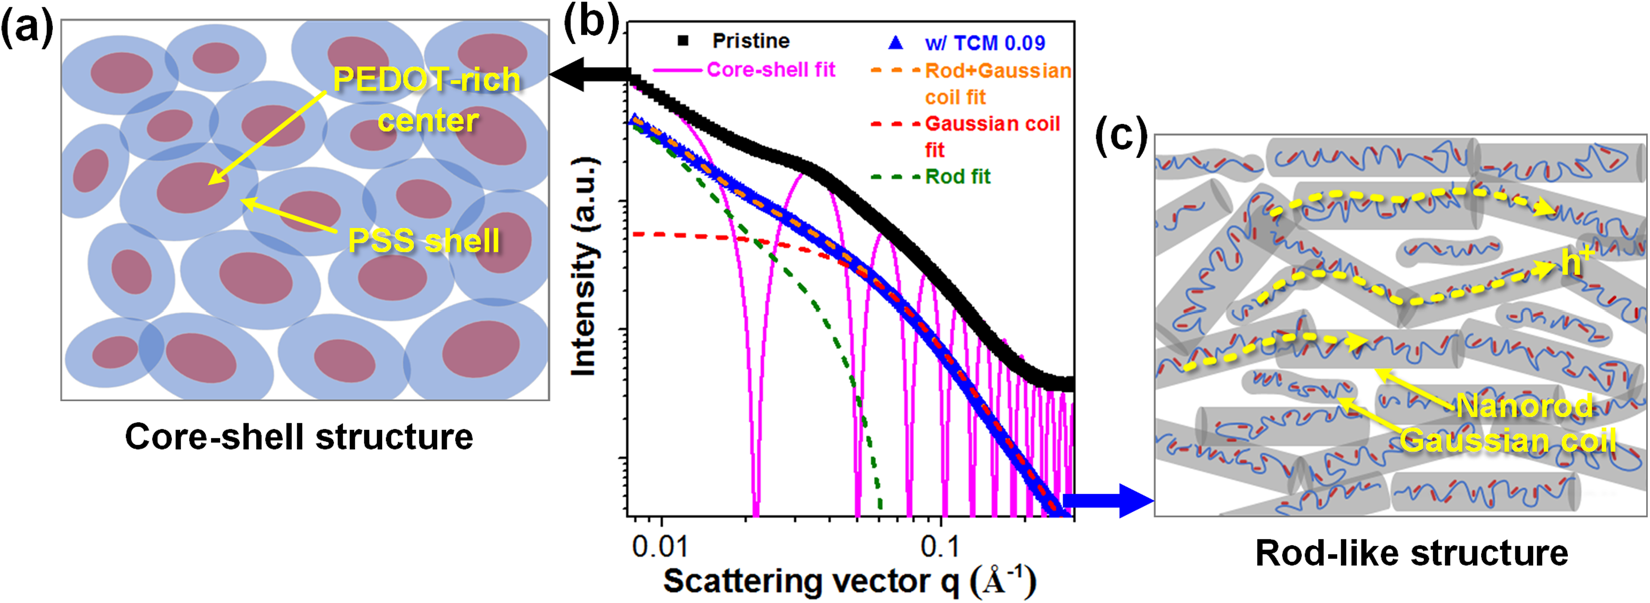 (a)
PEDOT-rich
center
PSS shell
Core-shell structure
(b)
Pristine
Core-shell fit
w/ TCM 0.09
Rod+Gaussian
coil fit
Gaussian coil
fit
Rod fit
Intensity (a.u.)
0.01
0.1
Scattering vector q (Å⁻¹)
(c)
h⁺
Nanorod
Gaussian coil
Rod-like structure